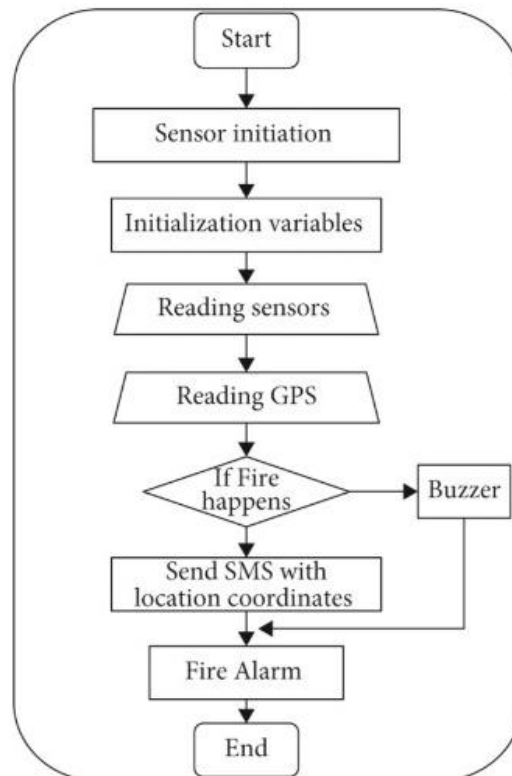 Start
Sensor initiation
Initialization variables
Reading sensors
Reading GPS
If Fire
happens
Buzzer
Send SMS with
location coordinates
Fire Alarm
End